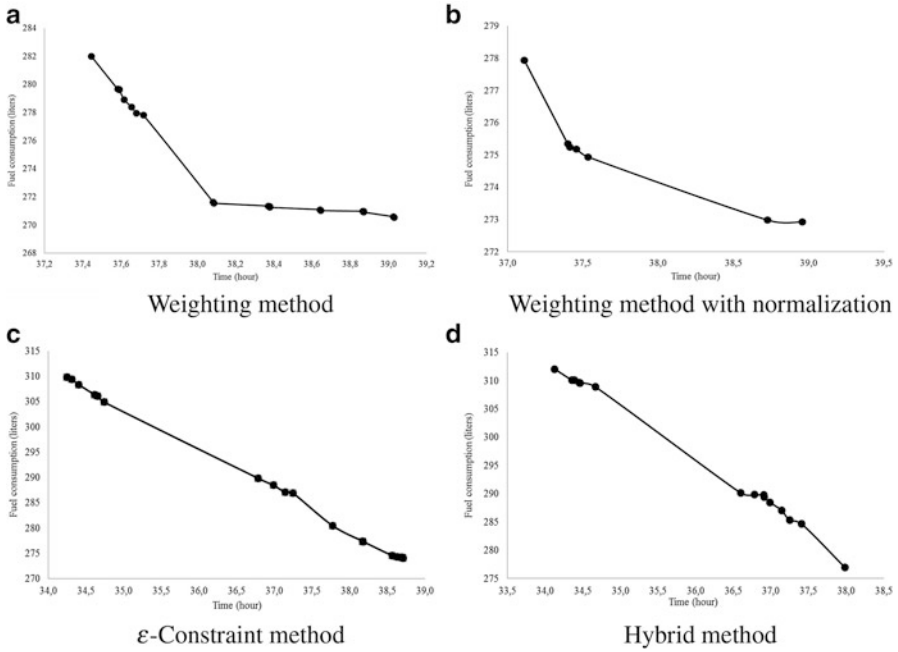 a
284
282
280
278
276
274
272
270
268
Fuel consumption (liters)
37,2 37,4 37,6 37,8 38,0 38,2 38,4 38,6 38,8 39,0 39,2
Time (hour)
Weighting method
b
279
278
277
276
275
274
273
272
Fuel consumption (liters)
37,0 37,5 38,0 38,5 39,0 39,5
Time (hour)
Weighting method with normalization
c
315
310
305
300
295
290
285
280
275
270
Fuel consumption (liters)
34,0 34,5 35,0 35,5 36,0 36,5 37,0 37,5 38,0 38,5 39,0
Time (hour)
ε-Constraint method
d
315
310
305
300
295
290
285
280
275
Fuel consumption (liters)
33,5 34,0 34,5 35,0 35,5 36,0 36,5 37,0 37,5 38,0 38,5
Time (hour)
Hybrid method